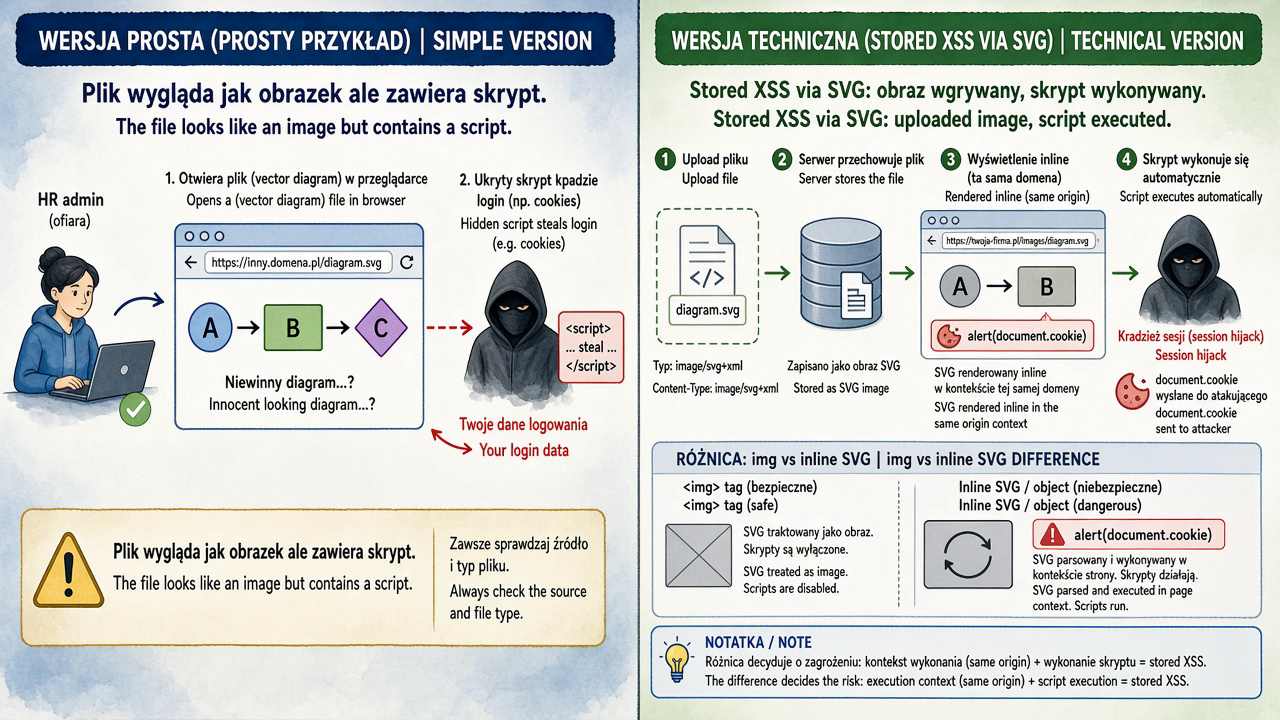 WERSJA PROSTA (PROSTY PRZYKŁAD) | SIMPLE VERSION
Plik wygląda jak obrazek ale zawiera skrypt.
The file looks like an image but contains a script.
HR admin
(ofiara)
1. Otwiera plik (vector diagram) w przeglądarce
Opens a (vector diagram) file in browser
https://inny.domena.pl/diagram.svg
A
B
C
Niewinny diagram...?
Innocent looking diagram...?
2. Ukryty skrypt kpadzie
login (np. cookies)
Hidden script steals login
(e.g. cookies)
<script>
... steal ...
</script>
Twoje dane logowania
Your login data
Plik wygląda jak obrazek ale zawiera skrypt.
The file looks like an image but contains a script.
Zawsze sprawdzaj źródło
i typ pliku.
Always check the source
and file type.
WERSJA TECHNICZNA (STORED XSS VIA SVG) | TECHNICAL VERSION
Stored XSS via SVG: obraz wgrywany, skrypt wykonywany.
Stored XSS via SVG: uploaded image, script executed.
1 Upload pliku
Upload file
</>
diagram.svg
Typ: image/svg+xml
Content-Type: image/svg+xml
2 Serwer przechowuje plik
Server stores the file
Zapisano jako obraz SVG
Stored as SVG image
3 Wyświetlenie inline
(ta sama domena)
Rendered inline (same origin)
https://twoja-firma.pl/images/diagram.svg
A
B
alert(document.cookie)
SVG renderowany inline
w kontekście tej samej domeny
SVG rendered inline in the
same origin context
4 Skrypt wykonuje się
automatycznie
Script executes automatically
Kradzież sesji (session hijack)
Session hijack
document.cookie
wysłane do atakującego
document.cookie
sent to attacker
RÓŻNICA: img vs inline SVG | img vs inline SVG DIFFERENCE
<img> tag (bezpieczne)
<img> tag (safe)
SVG traktowany jako obraz.
Skrypty są wyłączone.
SVG treated as image.
Scripts are disabled.
Inline SVG / object (niebezpieczne)
Inline SVG / object (dangerous)
alert(document.cookie)
SVG parsowany i wykonywany w
kontekście strony. Skrypty działają.
SVG parsed and executed in page
context. Scripts run.
NOTATKA / NOTE
Różnica decyduje o zagrożeniu: kontekst wykonania (same origin) + wykonanie skryptu = stored XSS.
The difference decides the risk: execution context (same origin) + script execution = stored XSS.